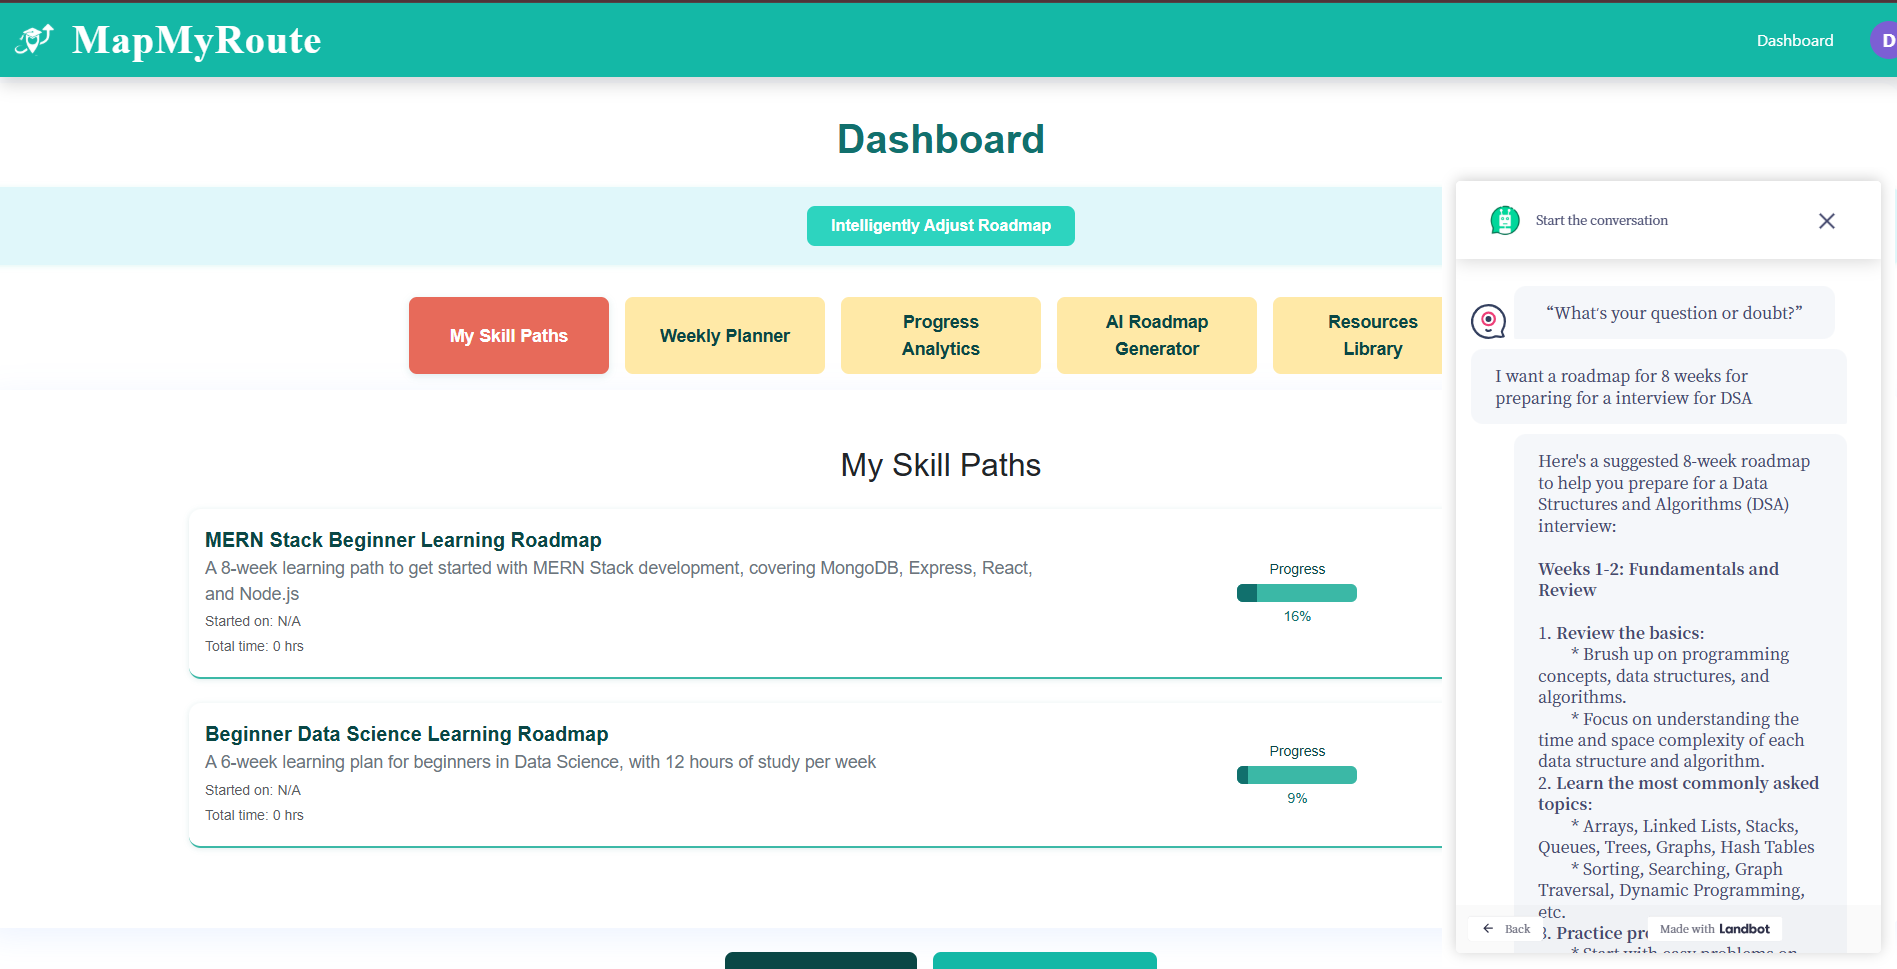 MapMyRoute
Dashboard
D
Dashboard
Intelligently Adjust Roadmap
My Skill Paths
Weekly Planner
Progress
Analytics
AI Roadmap
Generator
Resources
Library
My Skill Paths
MERN Stack Beginner Learning Roadmap
A 8-week learning path to get started with MERN Stack development, covering MongoDB, Express, React,
and Node.js
Started on: N/A
Total time: 0 hrs
Progress
16%
Beginner Data Science Learning Roadmap
A 6-week learning plan for beginners in Data Science, with 12 hours of study per week
Started on: N/A
Total time: 0 hrs
Progress
9%
Start the conversation
“What's your question or doubt?”
I want a roadmap for 8 weeks for
preparing for a interview for DSA
Here's a suggested 8-week roadmap
to help you prepare for a Data
Structures and Algorithms (DSA)
interview:
Weeks 1-2: Fundamentals and
Review
1. Review the basics:
* Brush up on programming
concepts, data structures, and
algorithms.
* Focus on understanding the
time and space complexity of each
data structure and algorithm.
2. Learn the most commonly asked
topics:
* Arrays, Linked Lists, Stacks,
Queues, Trees, Graphs, Hash Tables
* Sorting, Searching, Graph
Traversal, Dynamic Programming,
etc.
3. Practice
* Start with easy problems on
Back
Made with Landbot